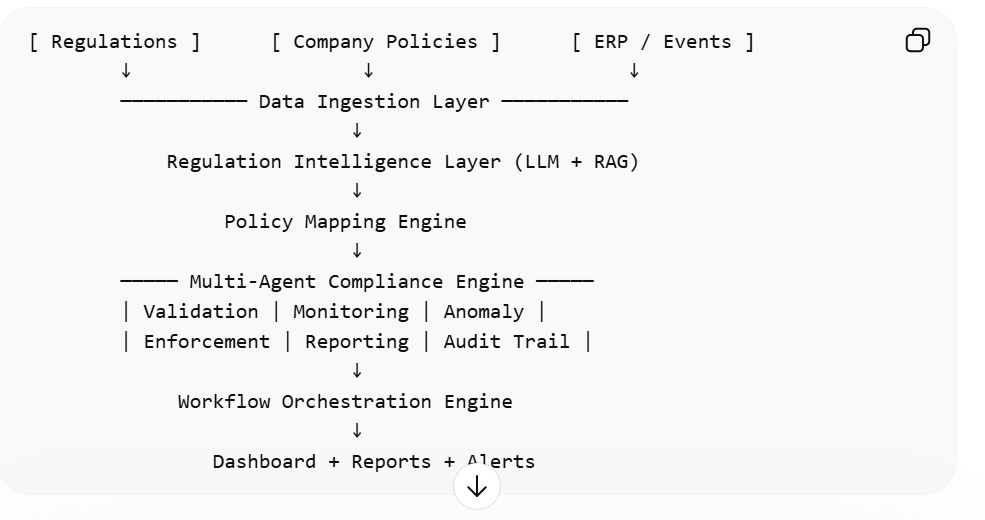 [ Regulations ] [ Company Policies ] [ ERP / Events ]
↓ ↓ ↓
─────────── Data Ingestion Layer ───────────
↓
Regulation Intelligence Layer (LLM + RAG)
↓
Policy Mapping Engine
↓
───── Multi-Agent Compliance Engine ─────
│ Validation │ Monitoring │ Anomaly │
│ Enforcement │ Reporting │ Audit Trail │
↓
Workflow Orchestration Engine
↓
Dashboard + Reports + Alerts